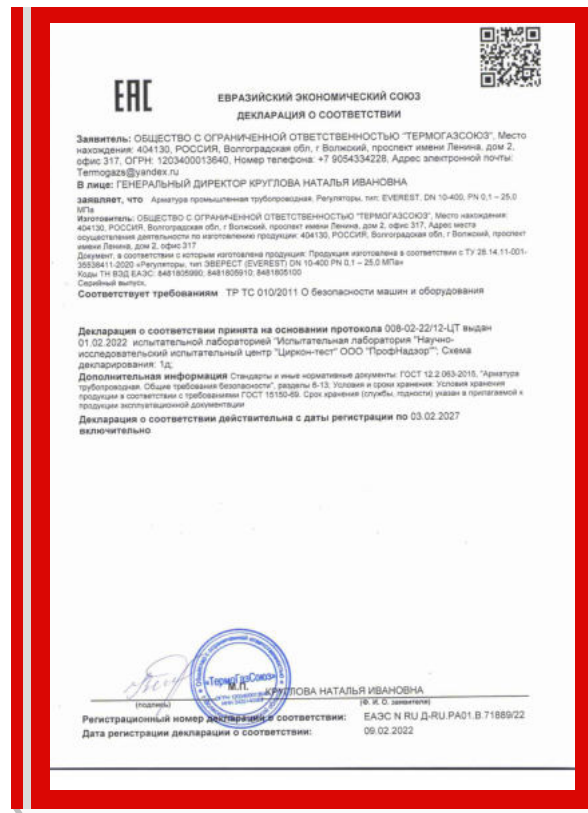 ЕАС
ЕВРАЗИЙСКИЙ ЭКОНОМИЧЕСКИЙ СОЮЗ
ДЕКЛАРАЦИЯ О СООТВЕТСТВИИ
Заявитель: ОБЩЕСТВО С ОГРАНИЧЕННОЙ ОТВЕТСТВЕННОСТЬЮ "ТЕРМОГАЗСОЮЗ", Место
нахождения: 404130, РОССИЯ, Волгоградская обл, г Волжский, проспект имени Ленина, дом 2,
офис 317, ОГРН: 1203400013640, Номер телефона: +7 9054334228, Адрес электронной почты:
Termogazs@yandex.ru
В лице: ГЕНЕРАЛЬНЫЙ ДИРЕКТОР КРУГЛОВА НАТАЛЬЯ ИВАНОВНА
заявляет, что Арматура промышленная трубопроводная. Регуляторы, тип: EVEREST, DN 10-400, PN 0,1 – 25,0
МПа
Изготовитель: ОБЩЕСТВО С ОГРАНИЧЕННОЙ ОТВЕТСТВЕННОСТЬЮ "ТЕРМОГАЗСОЮЗ", Место нахождения:
404130, РОССИЯ, Волгоградская обл, г Волжский, проспект имени Ленина, дом 2, офис 317, Адрес места
осуществления деятельности по изготовлению продукции: 404130, РОССИЯ, Волгоградская обл, г Волжский, проспект
имени Ленина, дом 2, офис 317
Документ, в соответствии с которым изготовлена продукция: Продукция изготовлена в соответствии с ТУ 28.14.11-001-
35538411-2020 «Регуляторы, тип ЭВЕРЕСТ (EVEREST) DN 10-400 PN 0,1 – 25,0 МПа»
Коды ТН ВЭД ЕАЭС: 8481805990; 8481805910; 8481805100
Серийный выпуск,
Соответствует требованиям ТР ТС 010/2011 О безопасности машин и оборудования
Декларация о соответствии принята на основании протокола 008-02-22/12-ЦТ выдан
01.02.2022 испытательной лабораторией "Испытательная лаборатория "Научно-
исследовательский испытательный центр "Циркон-тест" ООО "ПрофНадзор""; Схема
декларирования: 1д;
Дополнительная информация Стандарты и иные нормативные документы: ГОСТ 12.2.063-2015, "Арматура
трубопроводная. Общие требования безопасности", разделы 6-13; Условия и сроки хранения: Условия хранения
продукции в соответствии с требованиями ГОСТ 15150-69. Срок хранения (службы, годности) указан в прилагаемой к
продукции эксплуатационной документации
Декларация о соответствии действительна с даты регистрации по 03.02.2027
включительно
«ТермоГазСоюз»
М.П.
КРУГЛОВА НАТАЛЬЯ ИВАНОВНА
(подпись)
(Ф. И. О. заявителя)
Регистрационный номер декларации о соответствии: ЕАЭС N RU Д-RU.РА01.В.71889/22
Дата регистрации декларации о соответствии: 09.02.2022